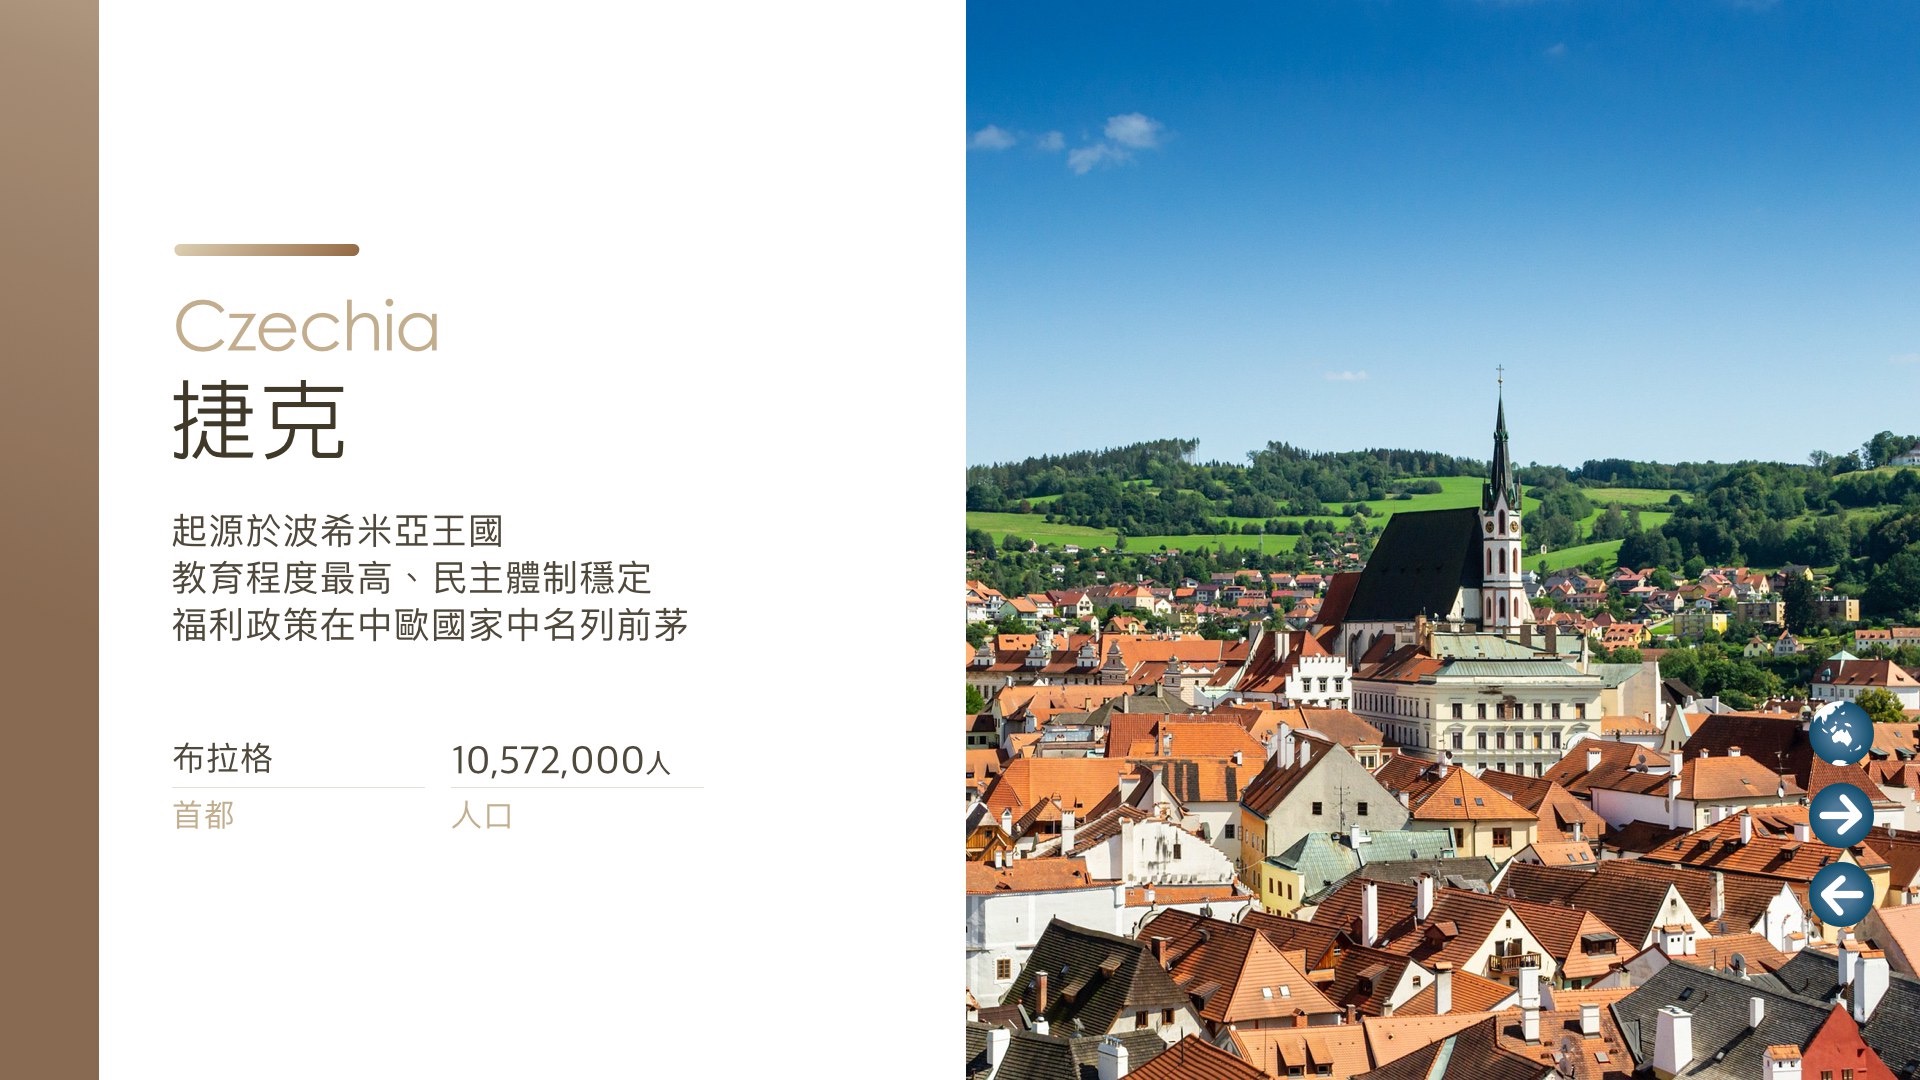 Czechia
捷克
起源於波希米亞王國
教育程度最高、民主體制穩定
福利政策在中歐國家中名列前茅
布拉格
首都
10,572,000人
人口